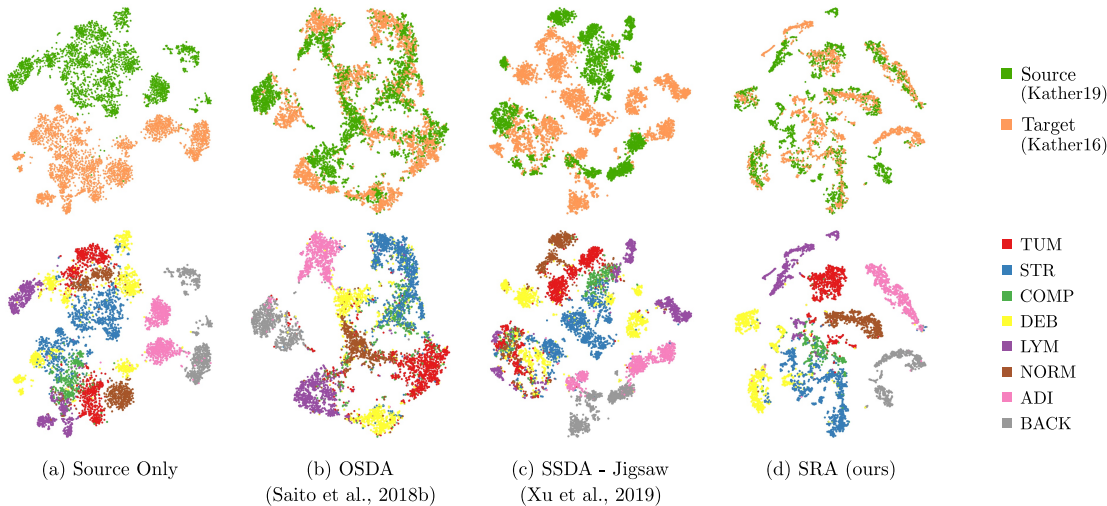 Source
(Kather19)
Target
(Kather16)
TUM
STR
COMP
DEB
LYM
NORM
ADI
BACK
(a) Source Only
(b) OSDA
(Saito et al., 2018b)
(c) SSDA - Jigsaw
(Xu et al., 2019)
(d) SRA (ours)